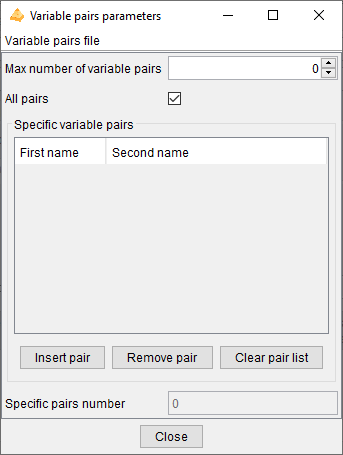 Variable pairs parameters
Variable pairs file
Max number of variable pairs 0
All pairs
Specific variable pairs
First name Second name
Insert pair Remove pair Clear pair list
Specific pairs number 0
Close